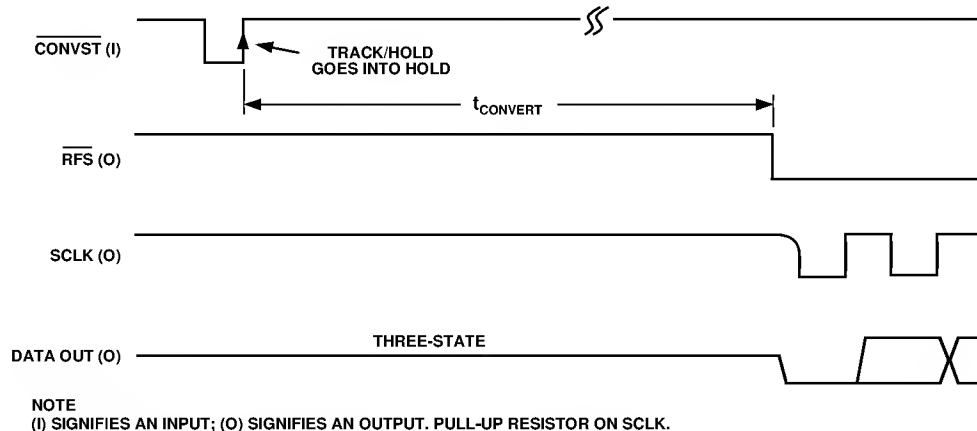 CONVST (I)
TRACK/HOLD
GOES INTO HOLD
tCONVERT
RFS (O)
SCLK (O)
THREE-STATE
DATA OUT (O)
NOTE
(I) SIGNIFIES AN INPUT; (O) SIGNIFIES AN OUTPUT. PULL-UP RESISTOR ON SCLK.